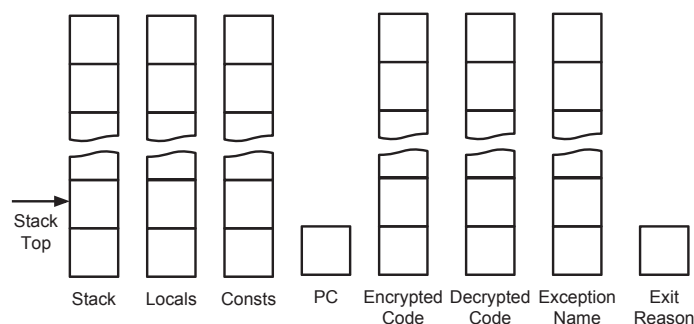 Stack
Top
Stack Locals Consts PC Encrypted Decrypted Exception Exit
Code Code Name Reason